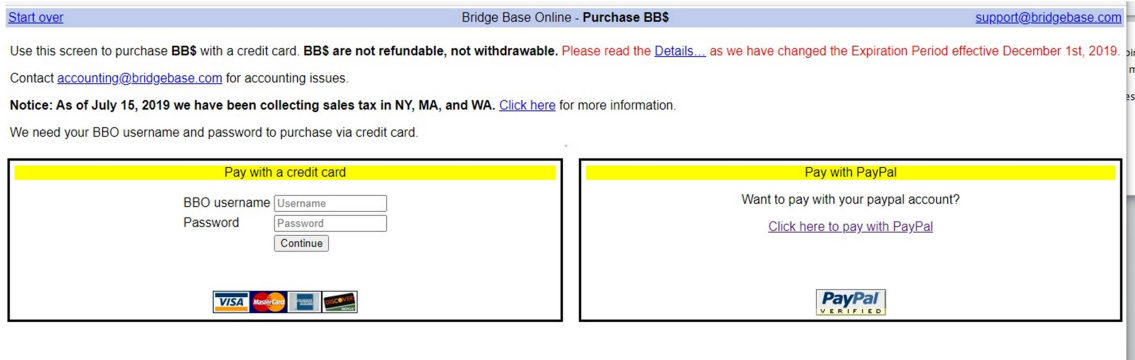 Start over Bridge Base Online - Purchase BB$ support@bridgebase.com
Use this screen to purchase BB$ with a credit card. BB$ are not refundable, not withdrawable. Please read the Details... as we have changed the Expiration Period effective December 1st, 2019.
Contact accounting@bridgebase.com for accounting issues.
Notice: As of July 15, 2019 we have been collecting sales tax in NY, MA, and WA. Click here for more information.
We need your BBO username and password to purchase via credit card.
Pay with a credit card
BBO username Username
Password Password
Continue
VISA MasterCard DISCOVER
Pay with PayPal
Want to pay with your paypal account?
Click here to pay with PayPal
PayPal
VERIFIED